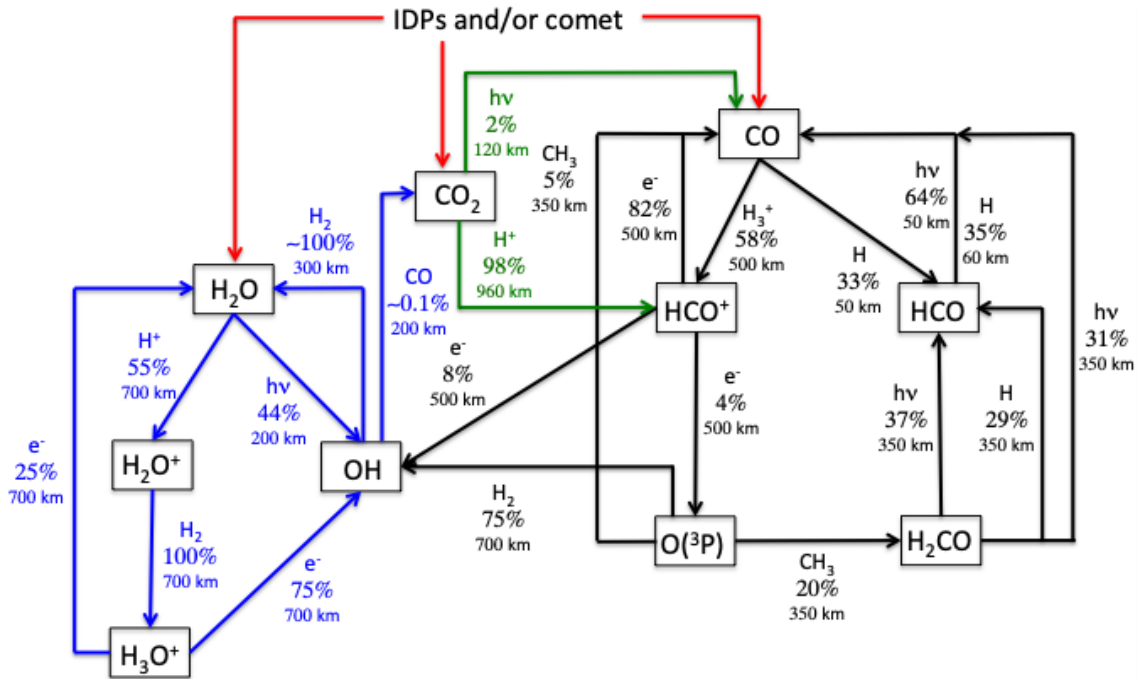 IDPs and/or comet
hν
2%
120 km
CO
CH₃
5%
350 km
e⁻
82%
500 km
hν
64%
50 km
H
35%
60 km
CO₂
H₃⁺
58%
500 km
H₂
~100%
300 km
H⁺
98%
960 km
H
33%
50 km
CO
~0.1%
200 km
H₂O
HCO⁺
HCO
hν
31%
350 km
H⁺
55%
700 km
e⁻
8%
500 km
hν
44%
200 km
e⁻
4%
500 km
hν
37%
350 km
H
29%
350 km
e⁻
25%
700 km
H₂O⁺
OH
H₂
75%
700 km
H₂
100%
700 km
O(³P)
H₂CO
e⁻
75%
700 km
CH₃
20%
350 km
H₃O⁺